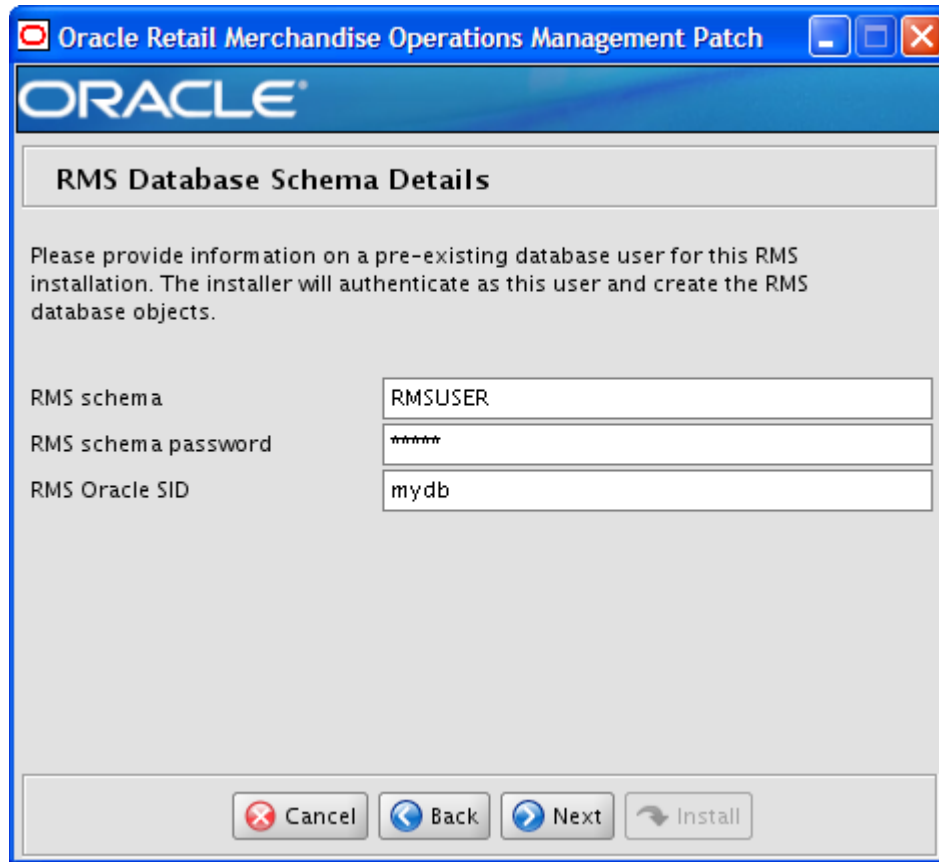 Oracle Retail Merchandise Operations Management Patch
ORACLE®
RMS Database Schema Details
Please provide information on a pre-existing database user for this RMS
installation. The installer will authenticate as this user and create the RMS
database objects.
RMS schema RMSUSER
RMS schema password *****
RMS Oracle SID mydb
Cancel Back Next Install